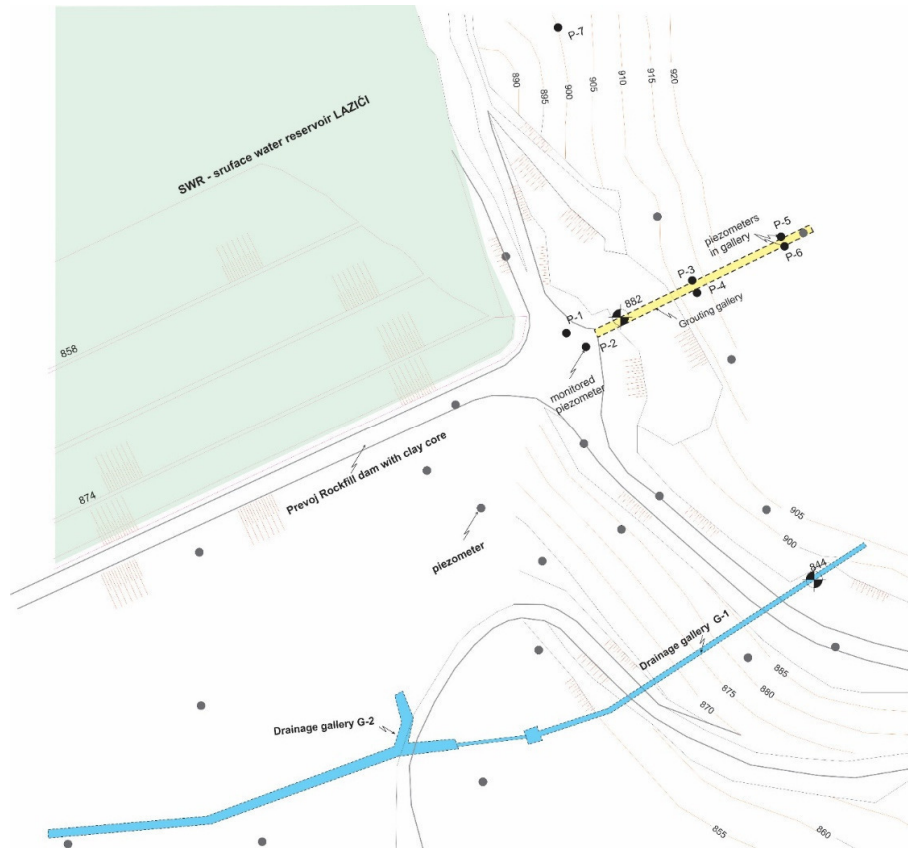 P-7
890
895
900
905
910
915
920
SWR - sruface water reservoir LAZIĆI
P-5
piezometers
in gallery
P-6
P-3
P-4
882
Grouting gallery
P-1
P-2
858
monitored
piezometer
Prevoj Rockfill dam with clay core
874
piezometer
905
900
844
Drainage gallery G-1
885
880
875
870
Drainage gallery G-2
855
860